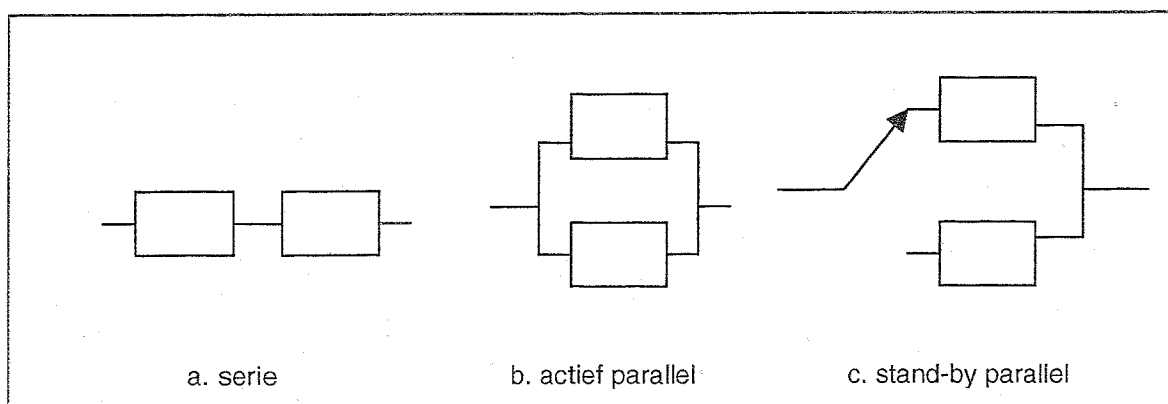 a. serie
b. actief parallel
c. stand-by parallel